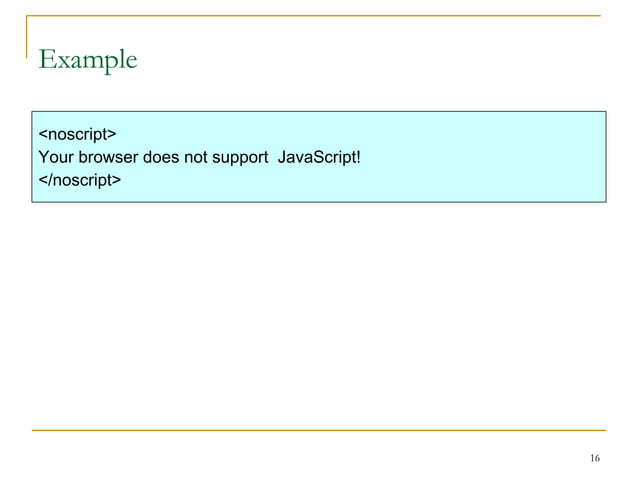 Example
<noscript>
Your browser does not support  JavaScript!
</noscript>
16